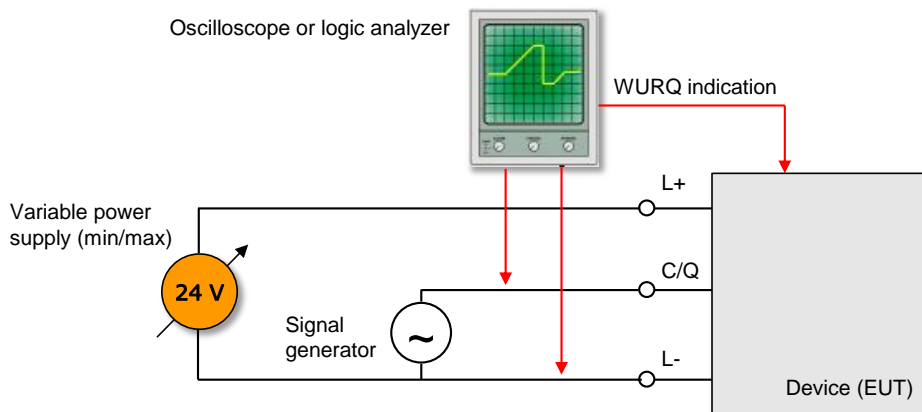 Oscilloscope or logic analyzer
WURQ indication
L+
Variable power
supply (min/max)
24 V
C/Q
Signal
generator
~
L-
Device (EUT)